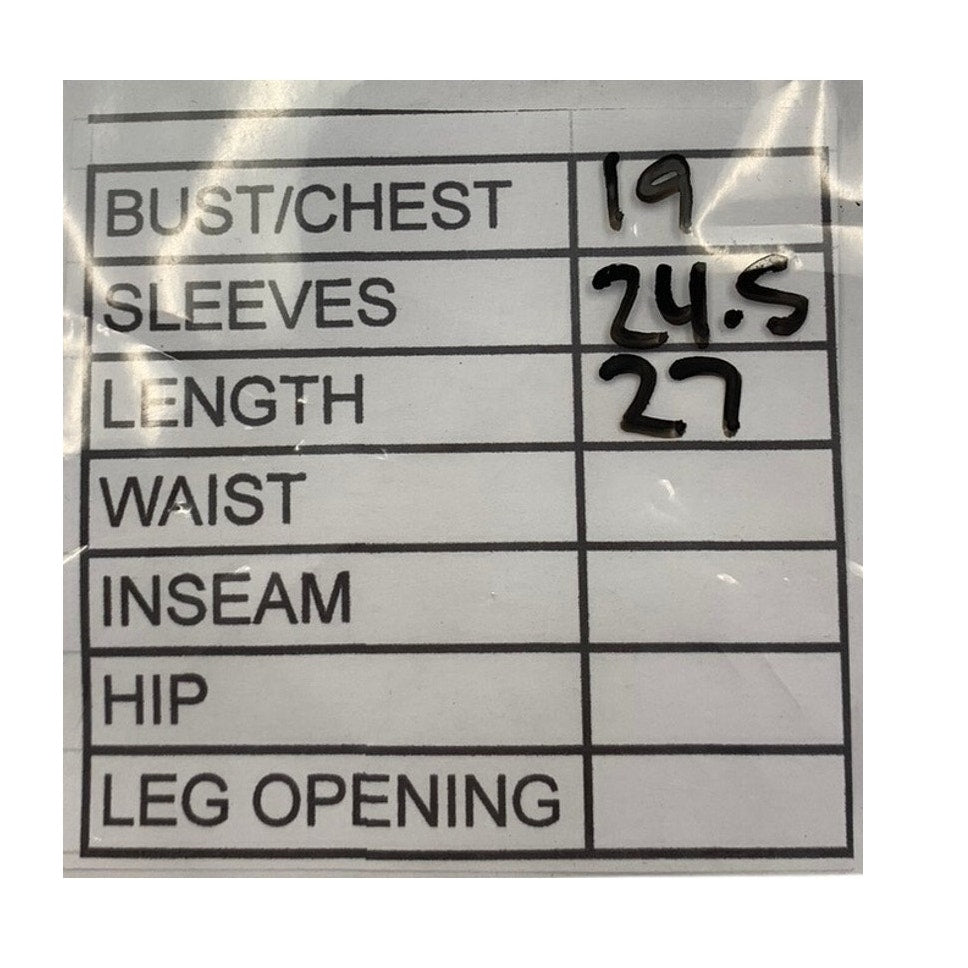 BUST/CHEST 19
SLEEVES 24.5
LENGTH 27
WAIST
INSEAM
HIP
LEG OPENING